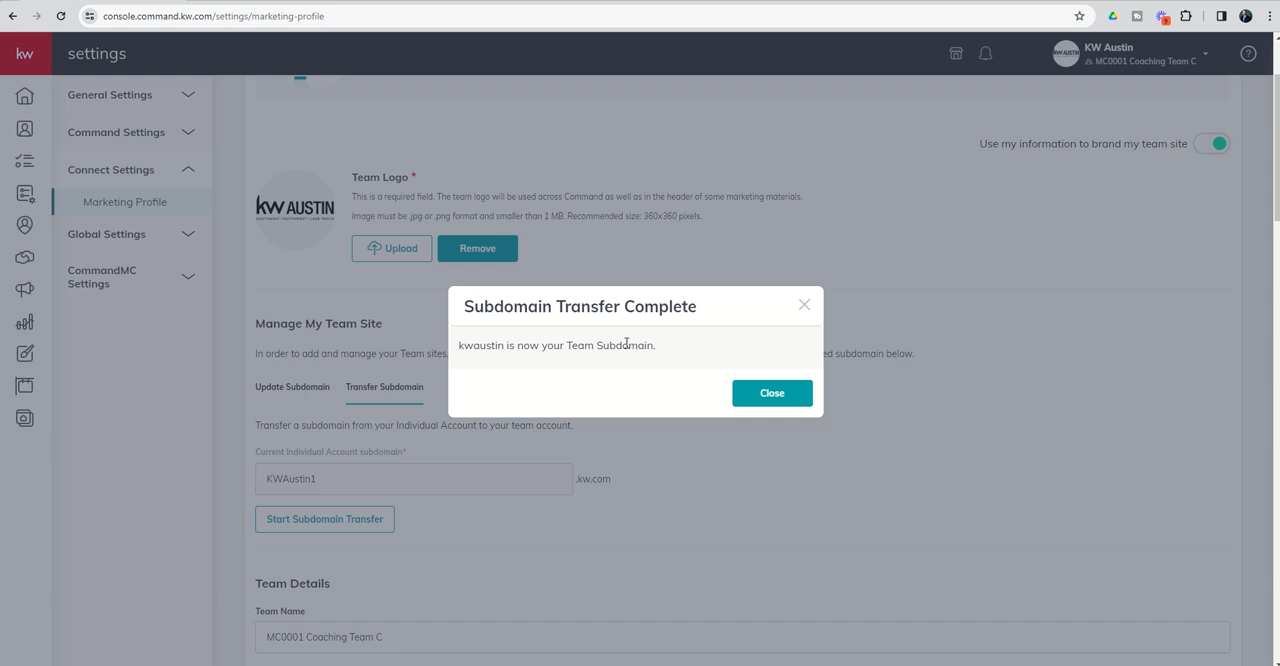 console.command.kw.com/settings/marketing-profile
9
kw
settings
KW AUSTIN
KW Austin
MC0001 Coaching Team C
?
General Settings
Command Settings
Connect Settings
Marketing Profile
Global Settings
CommandMC
Settings
Use my information to brand my team site
kw AUSTIN
Team Logo *
This is a required field. The team logo will be used across Command as well as in the header of some marketing materials.
Image must be .jpg or .png format and smaller than 1 MB. Recommended size: 360x360 pixels.
Upload
Remove
Subdomain Transfer Complete
kwaustin is now your Team Subdomain.
Close
Manage My Team Site
In order to add and manage your Team sites,
ed subdomain below.
Update Subdomain
Transfer Subdomain
Transfer a subdomain from your Individual Account to your team account.
Current Individual Account subdomain*
KWAustin1
.kw.com
Start Subdomain Transfer
Team Details
Team Name
MC0001 Coaching Team C